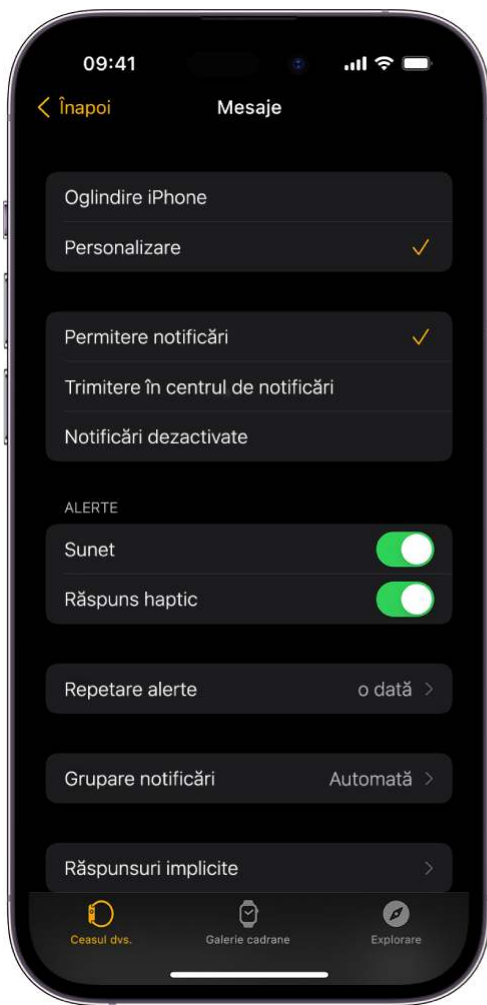 09:41
Înapoi
Mesaje
Oglindire iPhone
Personalizare
Permitere notificări
Trimitere în centrul de notificări
Notificări dezactivate
ALERTE
Sunet
Răspuns haptic
Repetare alerte o dată
Grupare notificări Automată
Răspunsuri implicite
Ceasul dvs. Galerie cadrane Explorare